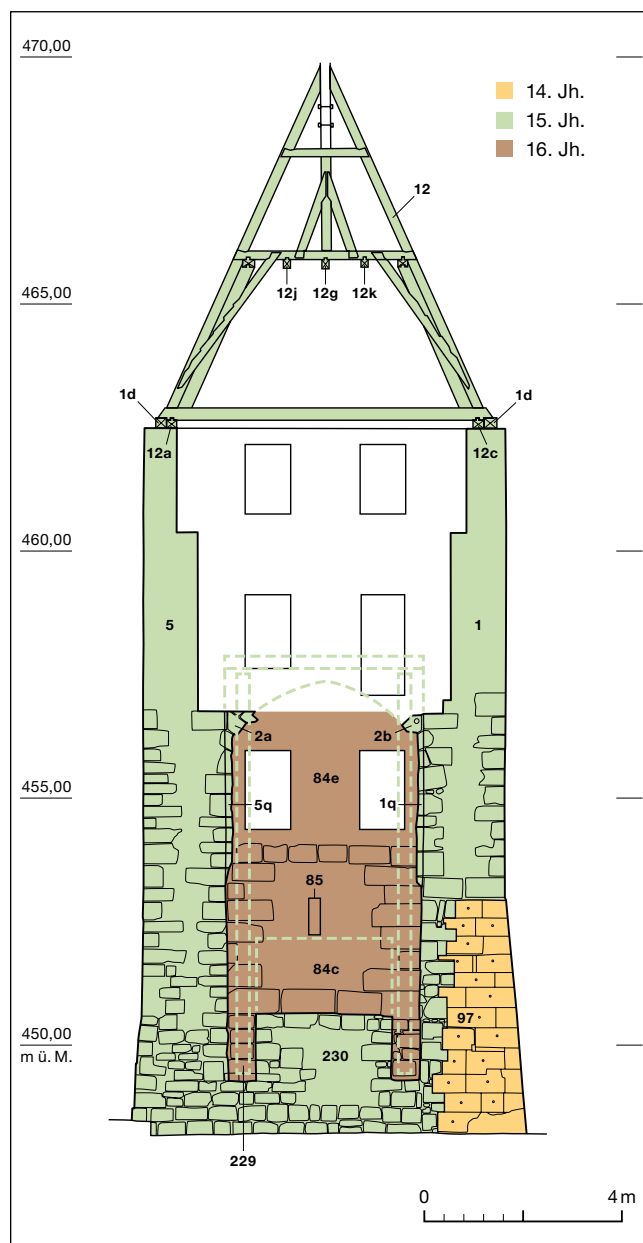 470,00
14. Jh.
15. Jh.
16. Jh.
12
12j 12g 12k
465,00
1d 1d
12a 12c
460,00
5 1
2a 2b
84e
455,00
5q 1q
85
84c
97
450,00
m ü. M.
230
229
0 4 m